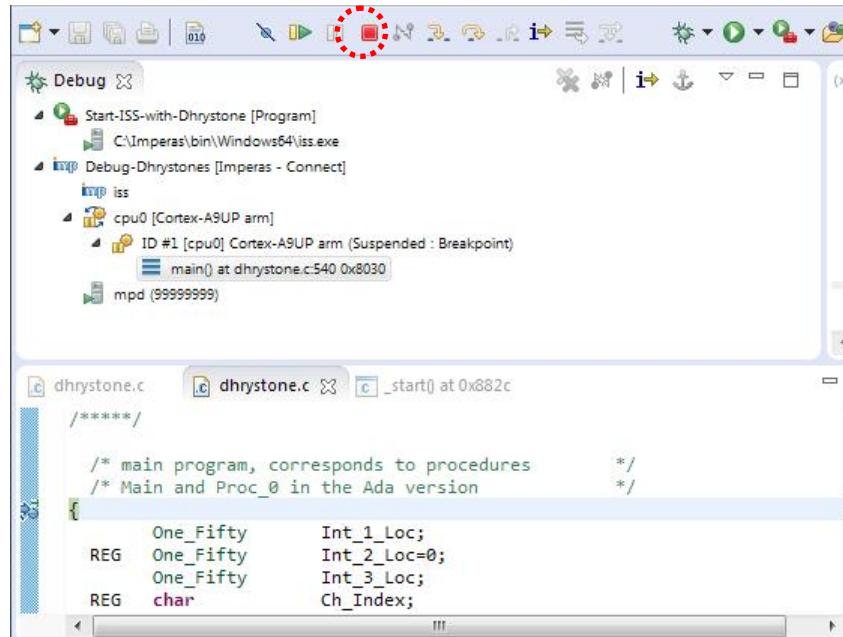 010
i
Debug
i
Start-ISS-with-Dhrystone [Program]
C:\Imperas\bin\Windows64\iss.exe
imp Debug-Dhrystones [Imperas - Connect]
imp iss
cpu0 [Cortex-A9UP arm]
ID #1 [cpu0] Cortex-A9UP arm (Suspended : Breakpoint)
main() at dhrystone.c:540 0x8030
mpd (99999999)
.c dhrystone.c .c dhrystone.c c _start() at 0x882c
/*****/
/* main program, corresponds to procedures */
/* Main and Proc_0 in the Ada version */
{
One_Fifty Int_1_Loc;
REG One_Fifty Int_2_Loc=0;
One_Fifty Int_3_Loc;
REG char Ch_Index;